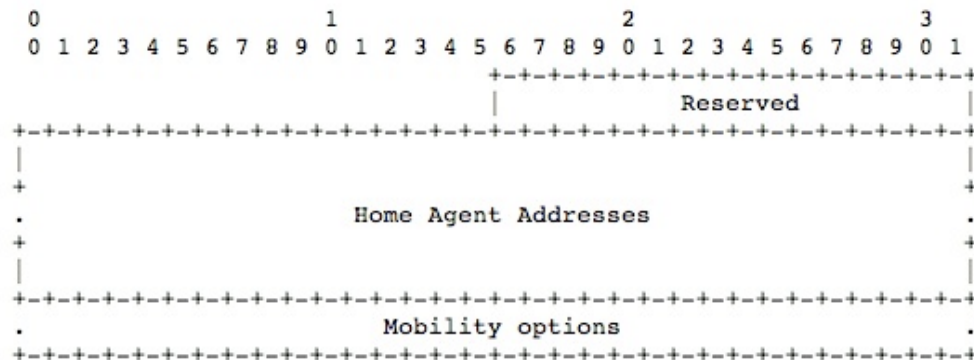 0                   1                   2                   3
0 1 2 3 4 5 6 7 8 9 0 1 2 3 4 5 6 7 8 9 0 1 2 3 4 5 6 7 8 9 0 1
                                +-+-+-+-+-+-+-+-+-+-+-+-+-+-+-+-+
                                |            Reserved           |
+-+-+-+-+-+-+-+-+-+-+-+-+-+-+-+-+-+-+-+-+-+-+-+-+-+-+-+-+-+-+-+-+
|                                                               |
+                                                               +
.                      Home Agent Addresses                     .
+                                                               +
|                                                               |
+-+-+-+-+-+-+-+-+-+-+-+-+-+-+-+-+-+-+-+-+-+-+-+-+-+-+-+-+-+-+-+-+
.                        Mobility options                       .
+-+-+-+-+-+-+-+-+-+-+-+-+-+-+-+-+-+-+-+-+-+-+-+-+-+-+-+-+-+-+-+-+